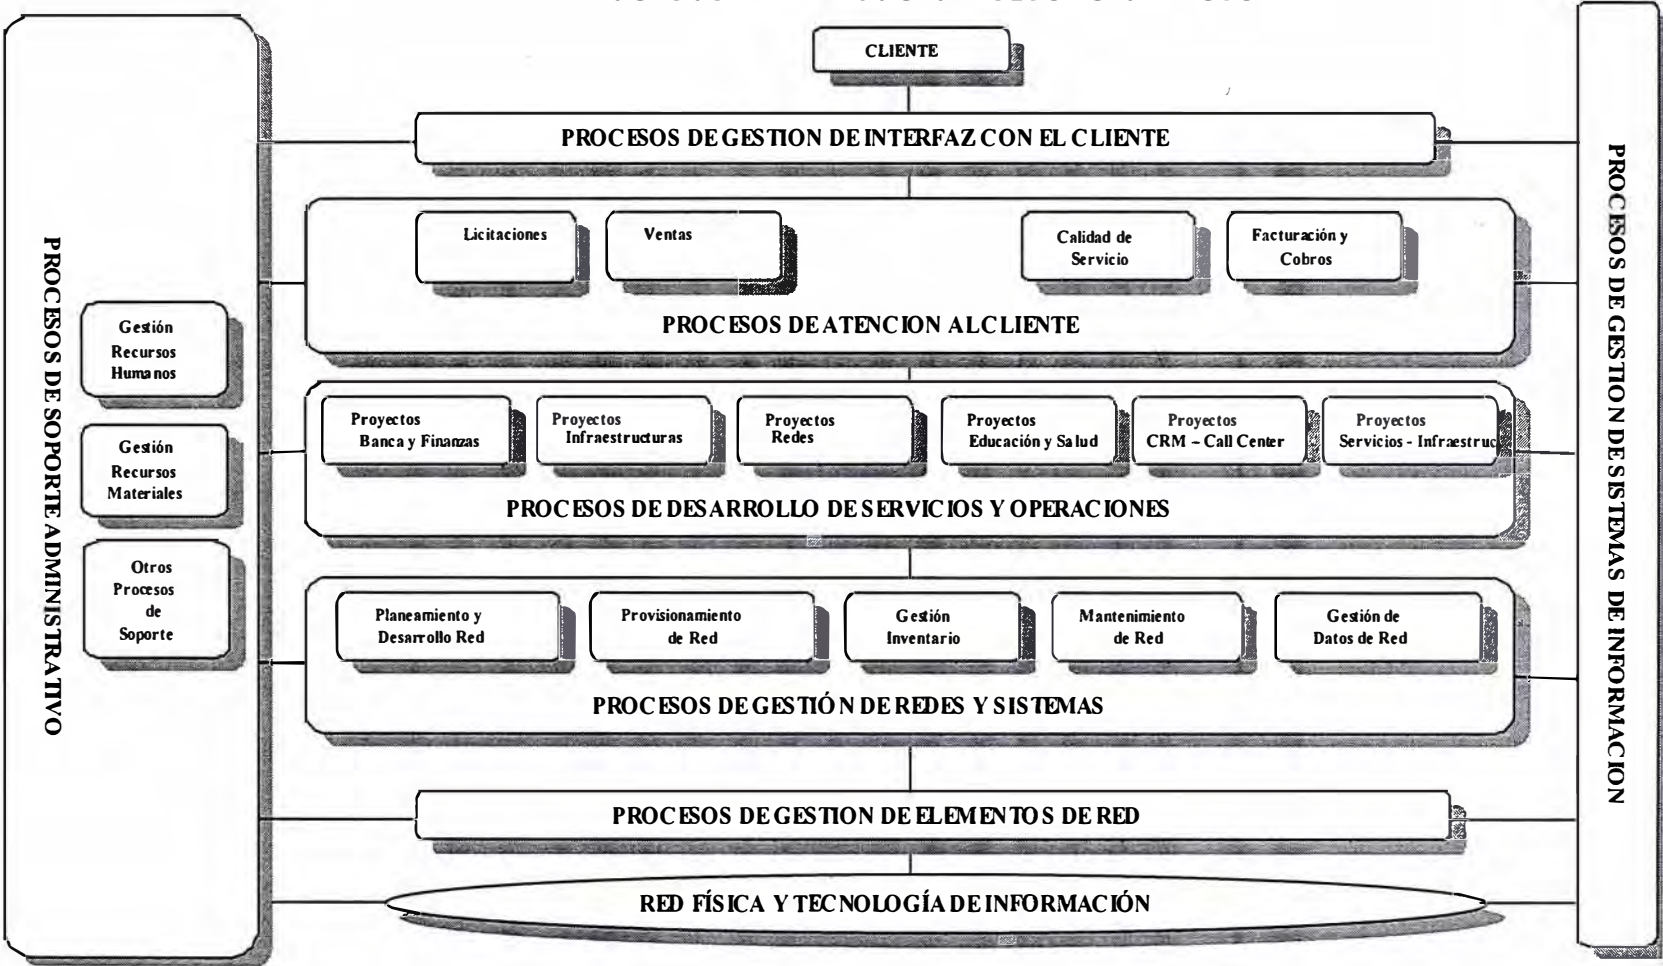 CLIENTE
PROCESOS DE GESTION DE INTERFAZ CON EL CLIENTE
Licitaciones
Ventas
Calidad de
Servicio
Facturación y
Cobros
PROCESOS DE ATENCION AL CLIENTE
Proyectos
Banca y Finanzas
Proyectos
Infraestructuras
Proyectos
Redes
Proyectos
Educación y Salud
Proyectos
CRM – Call Center
Proyectos
Servicios - Infraestruc
PROCESOS DE DESARROLLO DE SERVICIOS Y OPERACIONES
Planeamiento y
Desarrollo Red
Provisionamiento
de Red
Gestión
Inventario
Mantenimiento
de Red
Gestión de
Datos de Red
PROCESOS DE GESTIÓN DE REDES Y SISTEMAS
PROCESOS DE GESTION DE ELEMENTOS DE RED
RED FÍSICA Y TECNOLOGÍA DE INFORMACIÓN
PROCESOS DE SOPORTE ADMINISTRATIVO
Gestión
Recursos
Humanos
Gestión
Recursos
Materiales
Otros
Procesos
de
Soporte
PROCESOS DE GESTION DE SISTEMAS DE INFORMACION